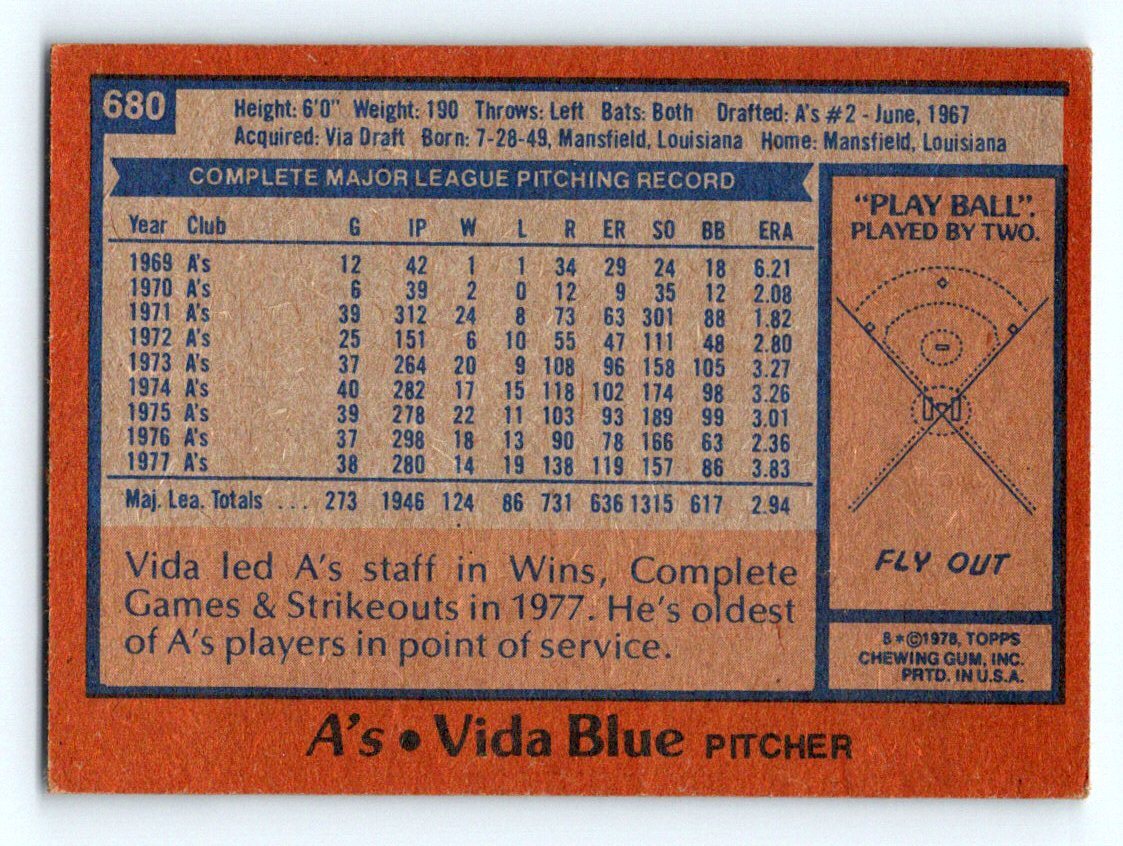 680
Height: 6'0" Weight: 190 Throws: Left Bats: Both Drafted: A's #2 - June, 1967
Acquired: Via Draft Born: 7-28-49, Mansfield, Louisiana Home: Mansfield, Louisiana
COMPLETE MAJOR LEAGUE PITCHING RECORD
Year Club G IP W L R ER SO BB ERA
1969 A's 12 42 1 1 34 29 24 18 6.21
1970 A's 6 39 2 0 12 9 35 12 2.08
1971 A's 39 312 24 8 73 63 301 88 1.82
1972 A's 25 151 6 10 55 47 111 48 2.80
1973 A's 37 264 20 9 108 96 158 105 3.27
1974 A's 40 282 17 15 118 102 174 98 3.26
1975 A's 39 278 22 11 103 93 189 99 3.01
1976 A's 37 298 18 13 90 78 166 63 2.36
1977 A's 38 280 14 19 138 119 157 86 3.83
Maj. Lea. Totals ... 273 1946 124 86 731 636 1315 617 2.94
Vida led A's staff in Wins, Complete
Games & Strikeouts in 1977. He's oldest
of A's players in point of service.
"PLAY BALL".
PLAYED BY TWO.
FLY OUT
8*©1978, TOPPS
CHEWING GUM, INC.
PRTD. IN U.S.A.
A's • Vida Blue PITCHER